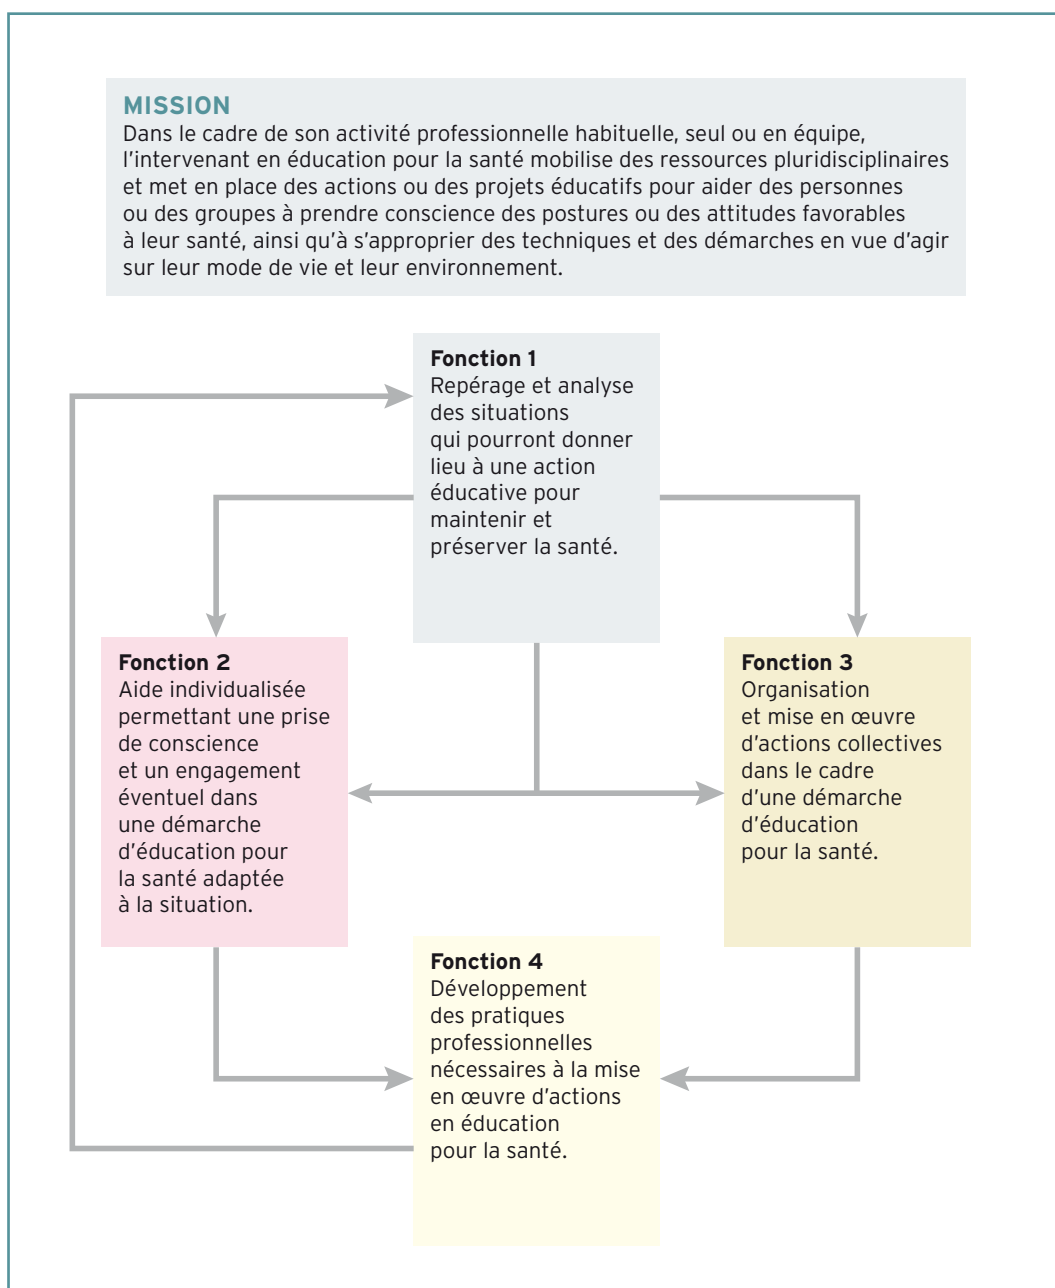 MISSION
Dans le cadre de son activité professionnelle habituelle, seul ou en équipe,
l'intervenant en éducation pour la santé mobilise des ressources pluridisciplinaires
et met en place des actions ou des projets éducatifs pour aider des personnes
ou des groupes à prendre conscience des postures ou des attitudes favorables
à leur santé, ainsi qu'à s'approprier des techniques et des démarches en vue d'agir
sur leur mode de vie et leur environnement.
Fonction 1
Repérage et analyse
des situations
qui pourront donner
lieu à une action
éducative pour
maintenir et
préserver la santé.
Fonction 2
Aide individualisée
permettant une prise
de conscience
et un engagement
éventuel dans
une démarche
d'éducation pour
la santé adaptée
à la situation.
Fonction 3
Organisation
et mise en œuvre
d'actions collectives
dans le cadre
d'une démarche
d'éducation
pour la santé.
Fonction 4
Développement
des pratiques
professionnelles
nécessaires à la mise
en œuvre d'actions
en éducation
pour la santé.